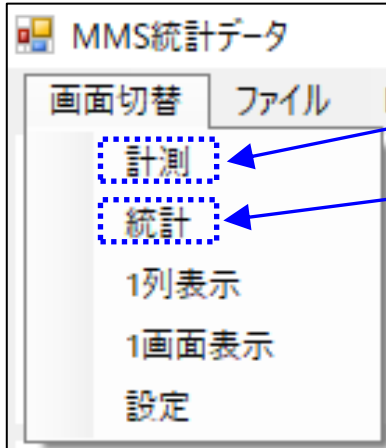 MMS統計データ
画面切替 ファイル
計測
統計
1列表示
1画面表示
設定